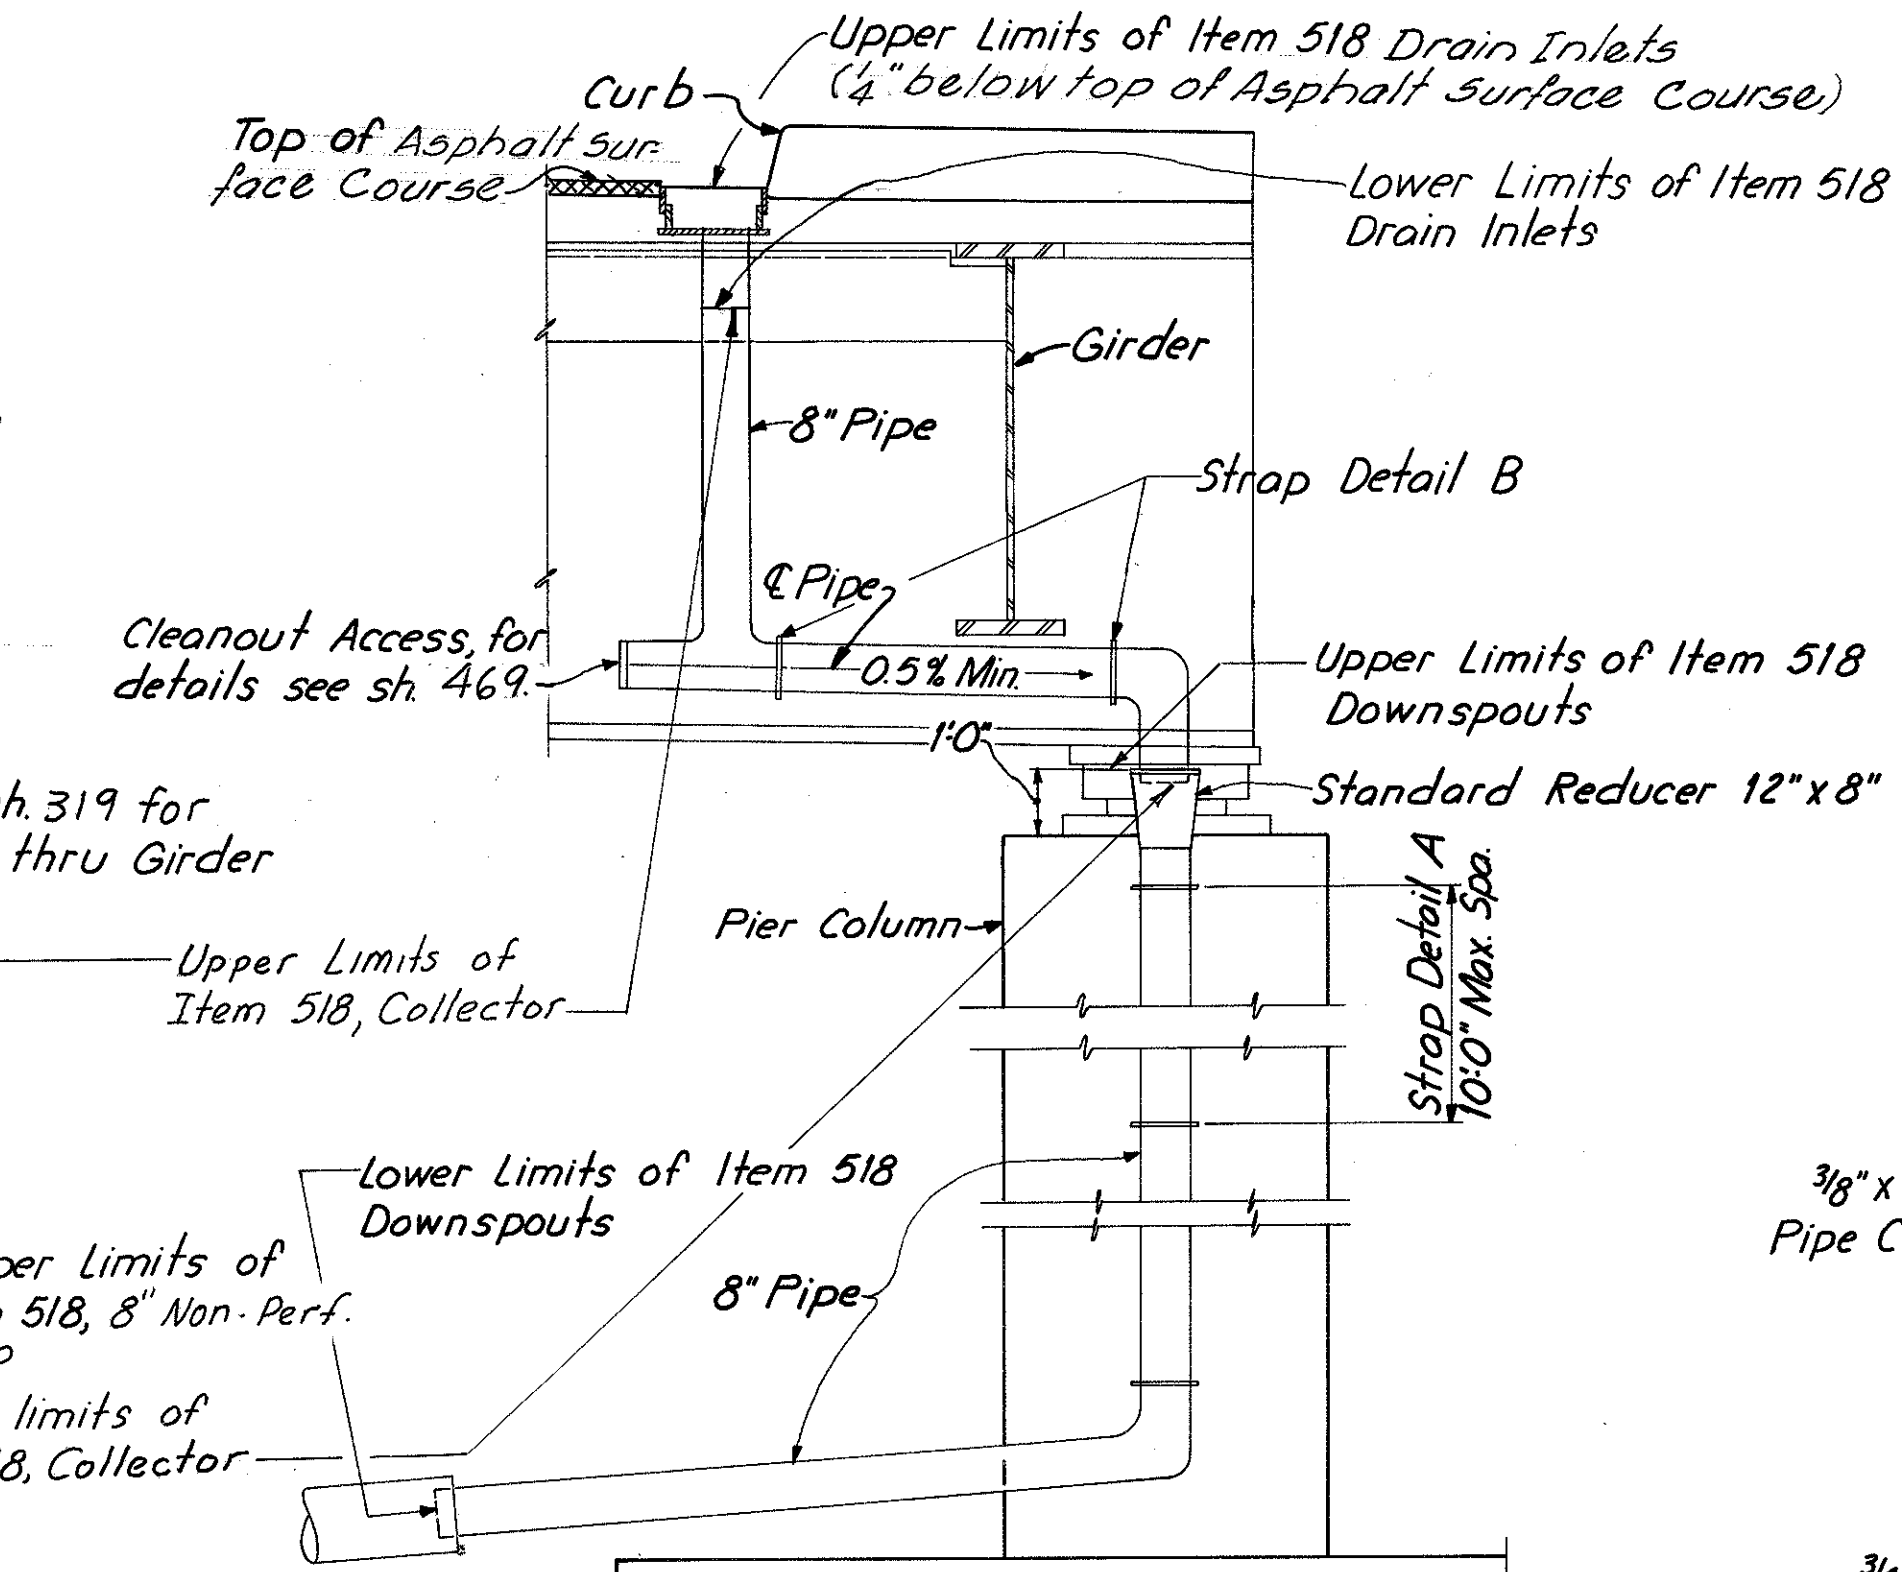 Upper Limits of Item 518 Drain Inlets
(1/4" below top of Asphalt Surface Course)
Curb
Top of Asphalt Sur-
face Course
Lower Limits of Item 518
Drain Inlets
Girder
8" Pipe
Strap Detail B
℄ Pipe
Cleanout Access, for
details see sh. 469.
0.5% Min.
Upper Limits of Item 518
Downspouts
1'-0"
Standard Reducer 12" x 8"
sh. 319 for
thru Girder
Pier Column
Strap Detail A
10'-0" Max. Spa.
Upper Limits of
Item 518, Collector
Lower Limits of Item 518
Downspouts
3/8" x
Pipe C
per Limits of
518, 8" Non-Perf.
8" Pipe
limits of
8, Collector